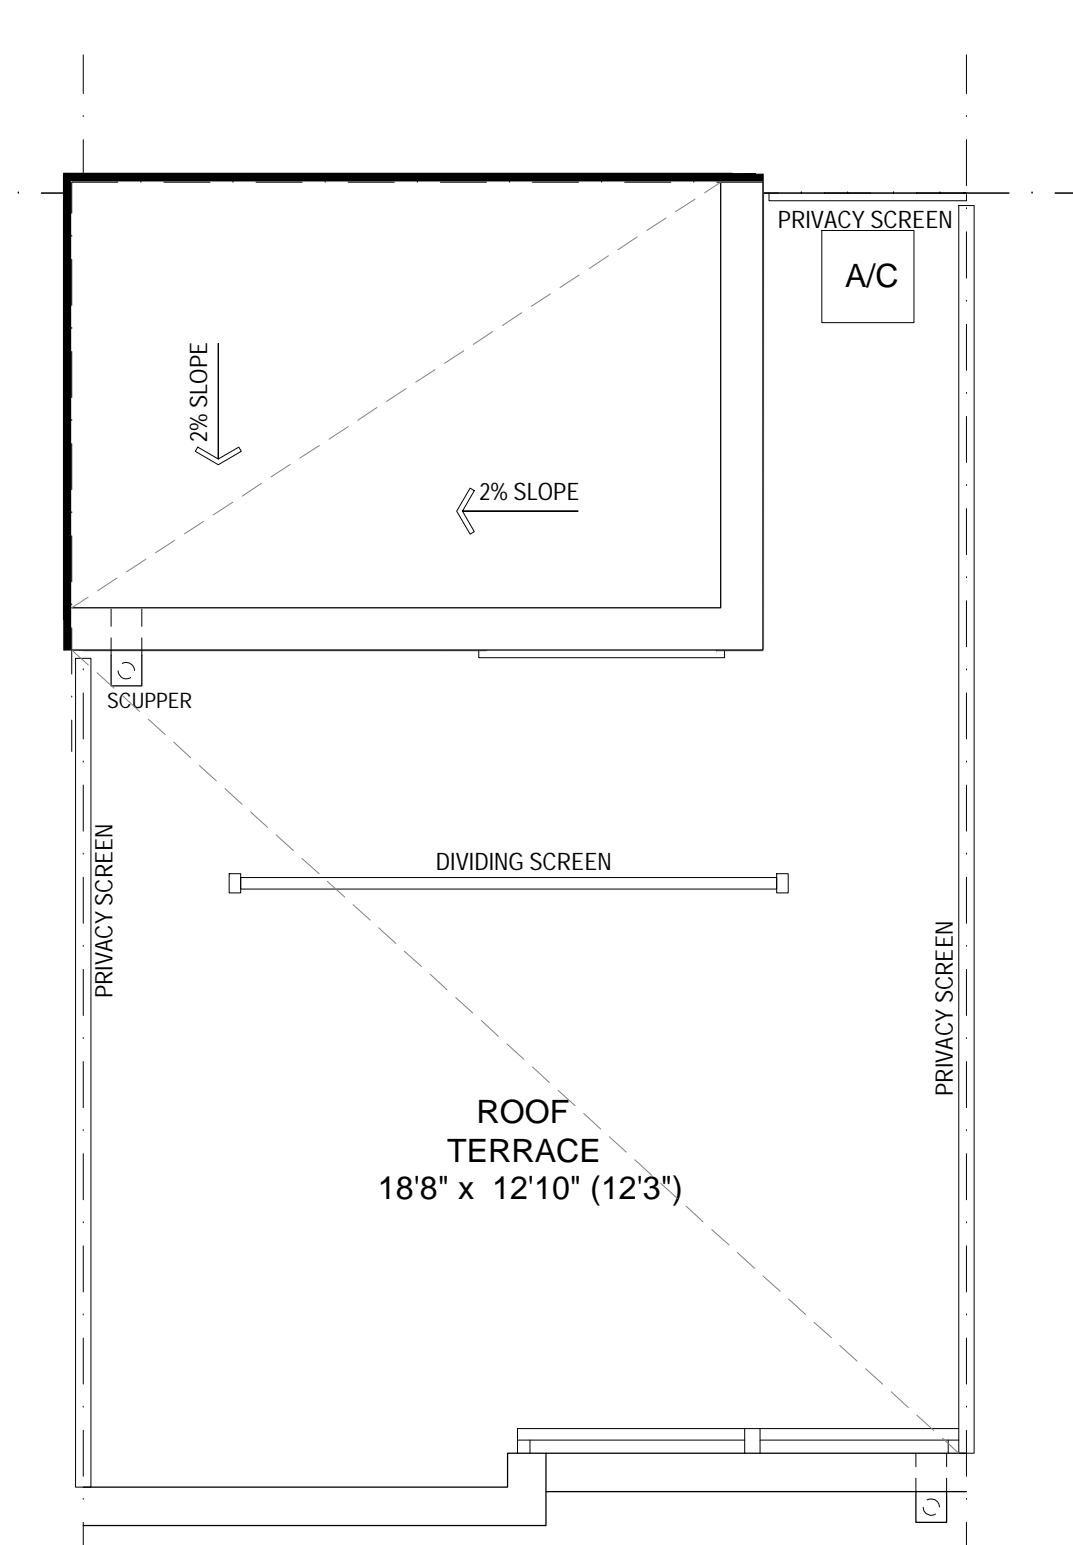 PRIVACY SCREEN
A/C
2% SLOPE
2% SLOPE
SCUPPER
DIVIDING SCREEN
PRIVACY SCREEN
PRIVACY SCREEN
ROOF
TERRACE
18'8" x 12'10" (12'3")